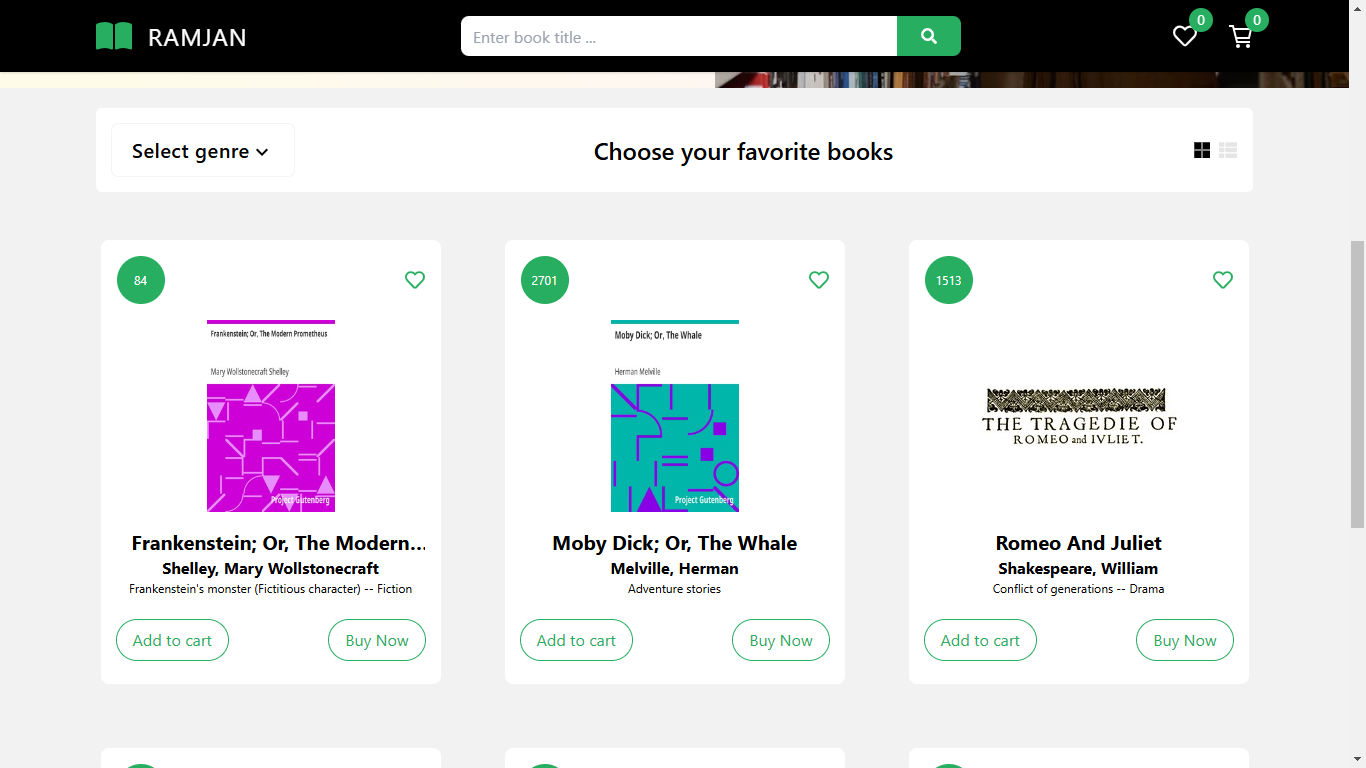 RAMJAN
Enter book title ...
0
0
Select genre
Choose your favorite books
84
Frankenstein; Or, The Modern Prometheus
Mary Wollstonecraft Shelley
Project Gutenberg
Frankenstein; Or, The Modern...
Shelley, Mary Wollstonecraft
Frankenstein's monster (Fictitious character) -- Fiction
Add to cart
Buy Now
2701
Moby Dick; Or, The Whale
Herman Melville
Project Gutenberg
Moby Dick; Or, The Whale
Melville, Herman
Adventure stories
Add to cart
Buy Now
1513
THE TRAGEDIE OF
ROMEO and IVLIET.
Romeo And Juliet
Shakespeare, William
Conflict of generations -- Drama
Add to cart
Buy Now